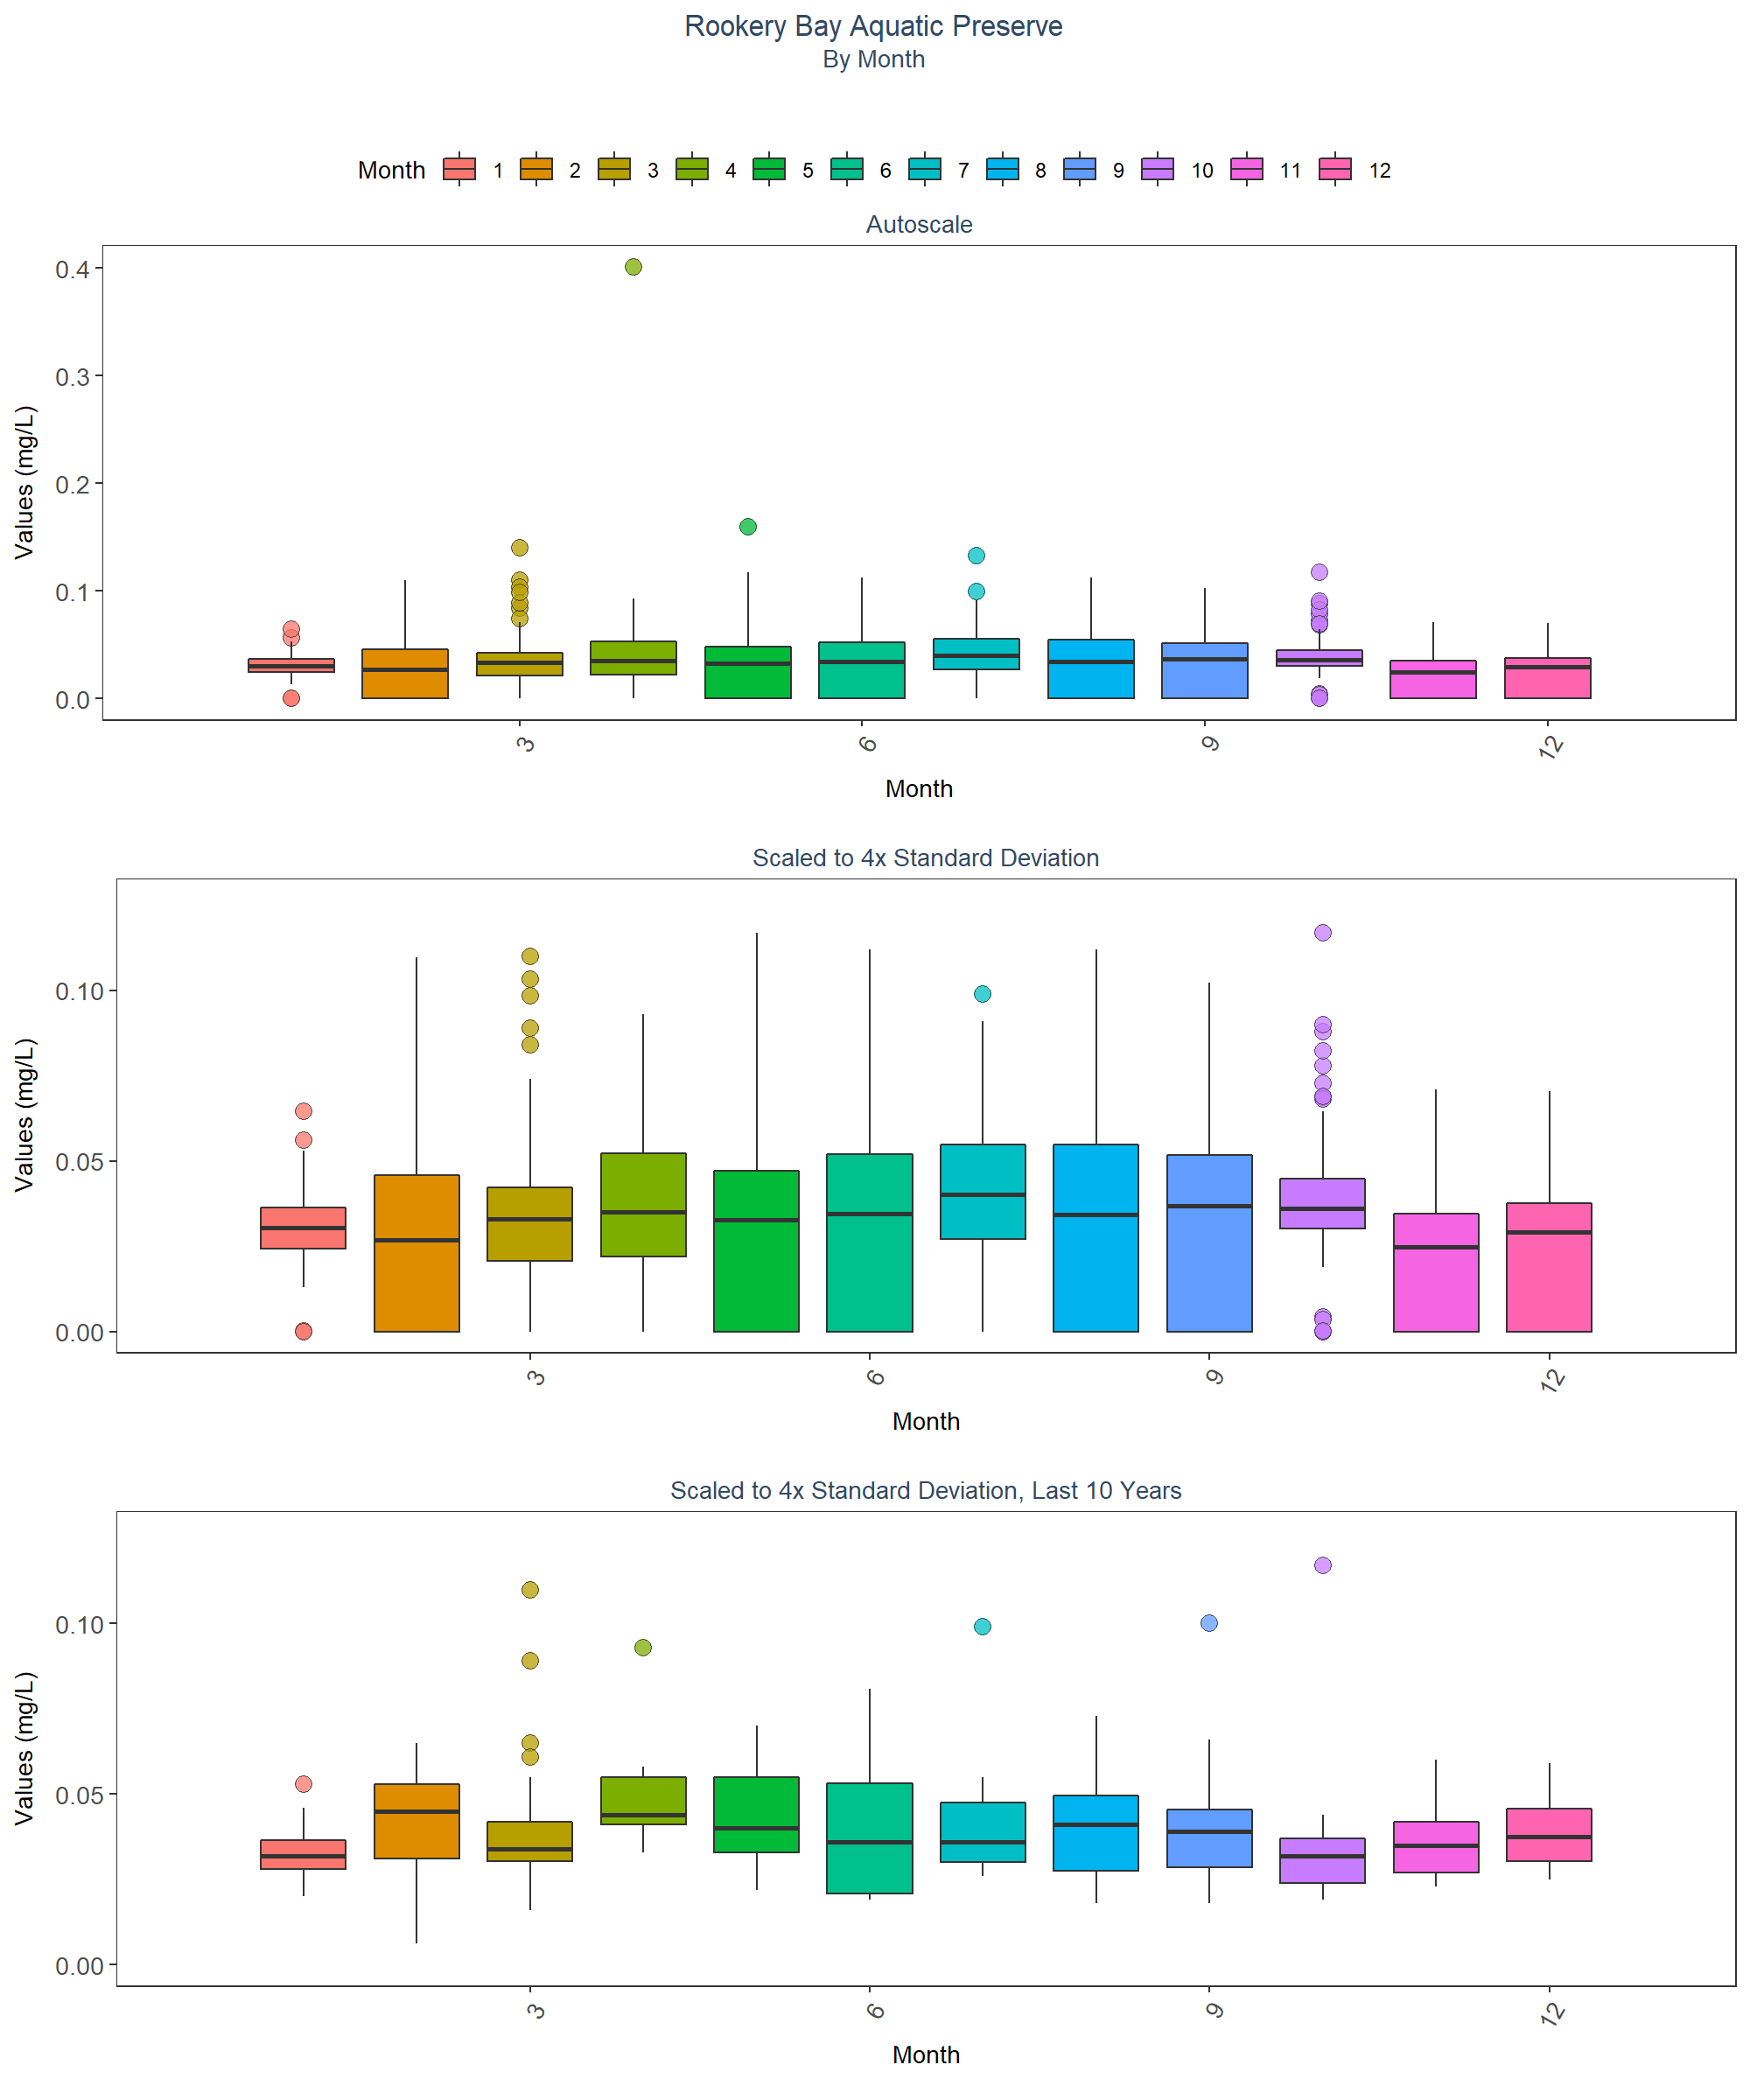 Rookery Bay Aquatic Preserve
By Month
Month 1 2 3 4 5 6 7 8 9 10 11 12
Autoscale
Values (mg/L)
0.4
0.3
0.2
0.1
0.0
3 6 9 12
Month
Scaled to 4x Standard Deviation
Values (mg/L)
0.10
0.05
0.00
3 6 9 12
Month
Scaled to 4x Standard Deviation, Last 10 Years
Values (mg/L)
0.10
0.05
0.00
3 6 9 12
Month